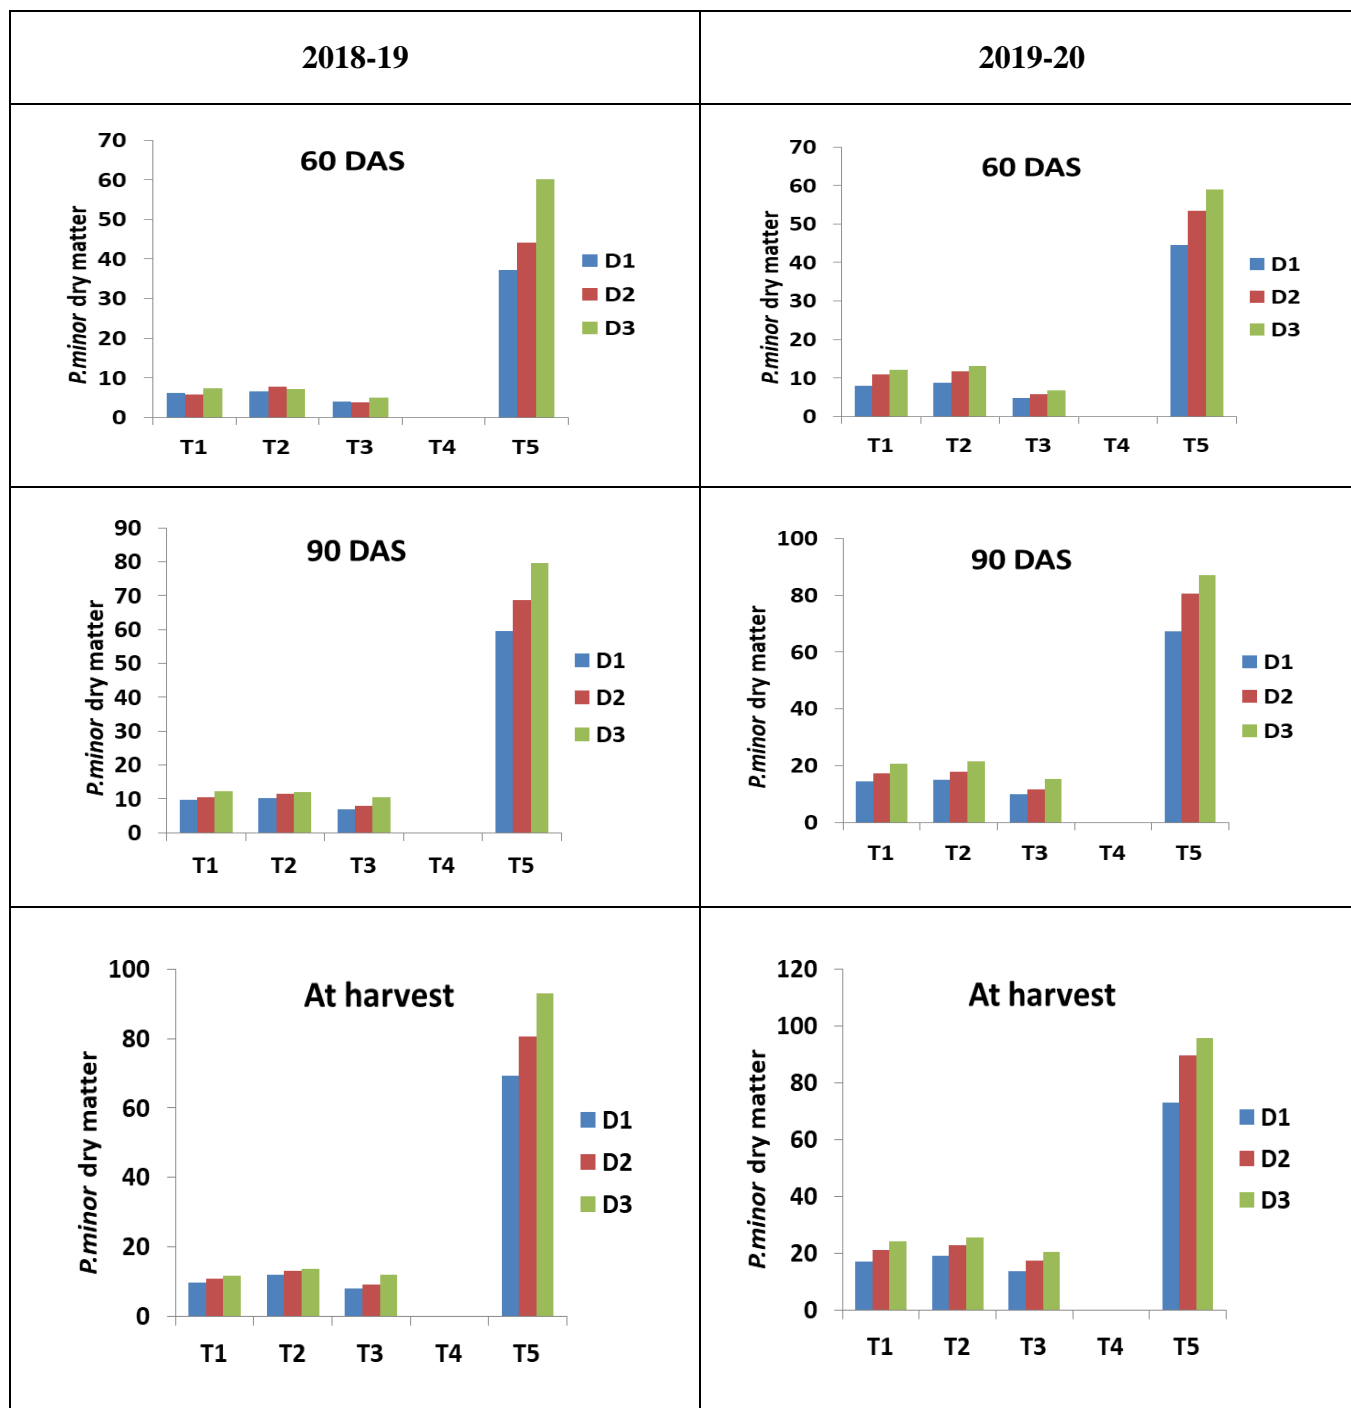 2018-19
2019-20
60 DAS
P.minor dry matter
70
60
50
40
30
20
10
0
T1 T2 T3 T4 T5
D1
D2
D3
60 DAS
P.minor dry matter
70
60
50
40
30
20
10
0
T1 T2 T3 T4 T5
D1
D2
D3
90 DAS
P.minor dry matter
90
80
70
60
50
40
30
20
10
0
T1 T2 T3 T4 T5
D1
D2
D3
90 DAS
P.minor dry matter
100
80
60
40
20
0
T1 T2 T3 T4 T5
D1
D2
D3
At harvest
P.minor dry matter
100
80
60
40
20
0
T1 T2 T3 T4 T5
D1
D2
D3
At harvest
P.minor dry matter
120
100
80
60
40
20
0
T1 T2 T3 T4 T5
D1
D2
D3